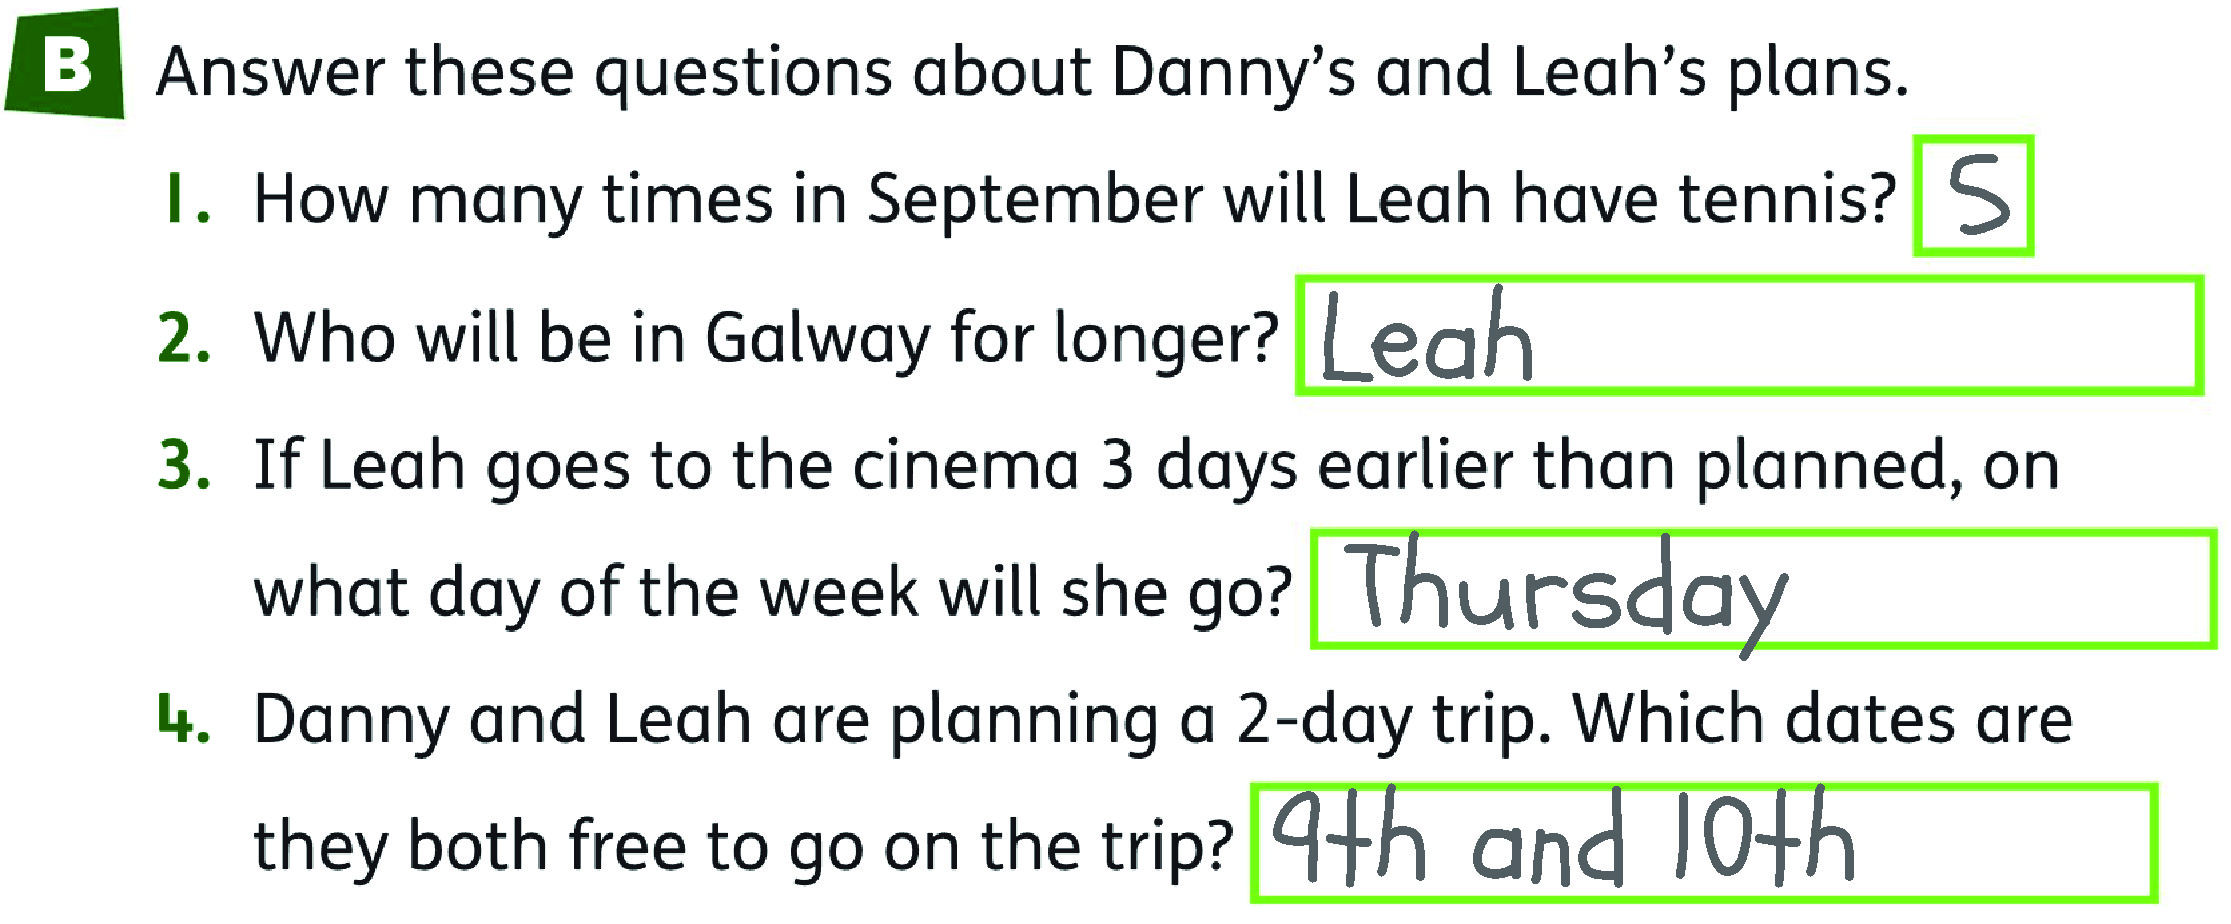 B Answer these questions about Danny's and Leah's plans.
1. How many times in September will Leah have tennis? 5
2. Who will be in Galway for longer? Leah
3. If Leah goes to the cinema 3 days earlier than planned, on
what day of the week will she go? Thursday
4. Danny and Leah are planning a 2-day trip. Which dates are
they both free to go on the trip? 9th and 10th